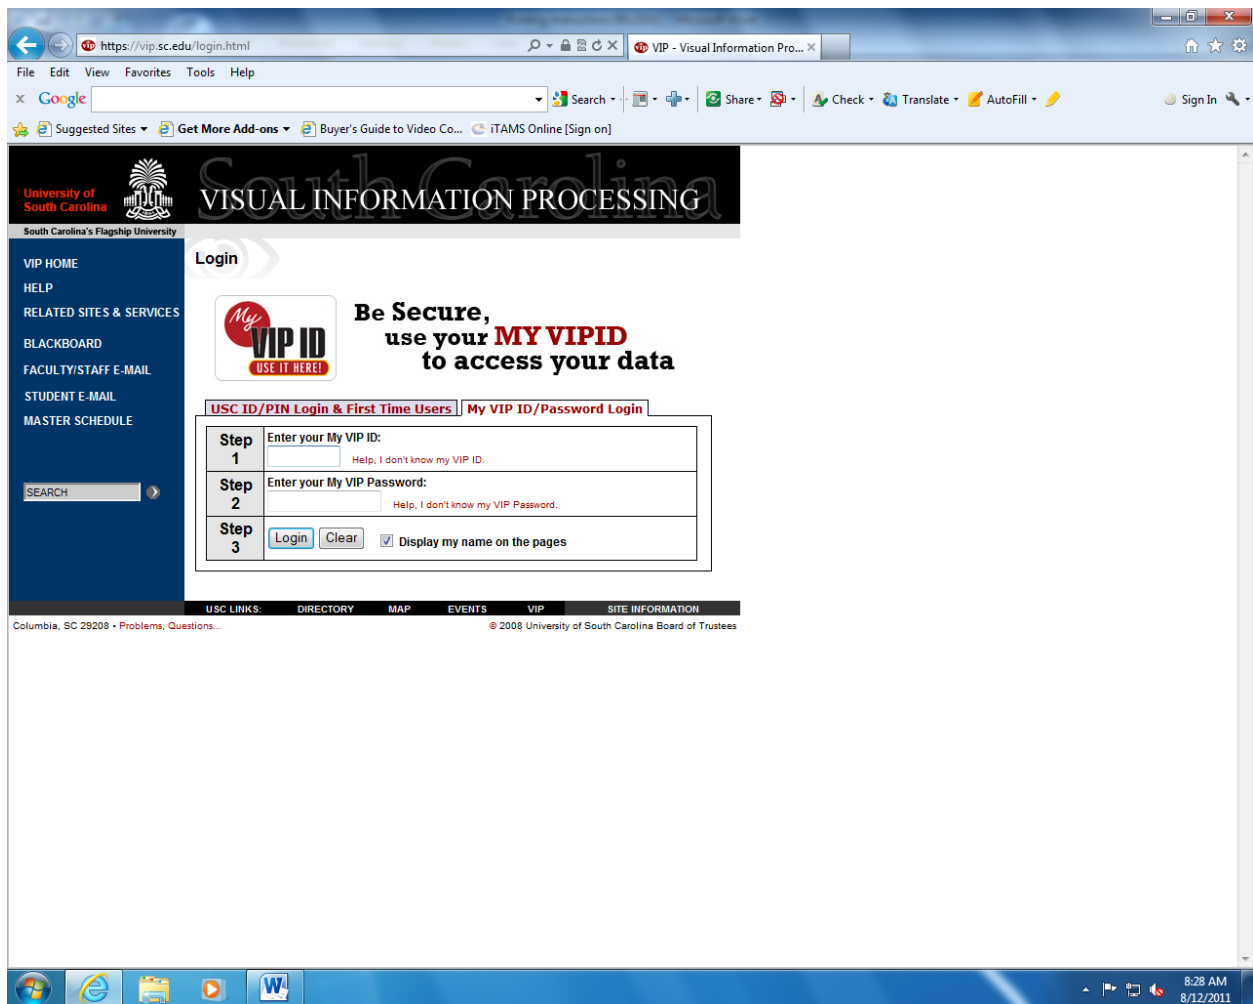 https://vip.sc.edu/login.html
VIP - Visual Information Pro...
File Edit View Favorites Tools Help
x Google Search Share Check Translate AutoFill Sign In
Suggested Sites Get More Add-ons Buyer's Guide to Video Co... iTAMS Online [Sign on]
South Carolina
University of
South Carolina
VISUAL INFORMATION PROCESSING
South Carolina's Flagship University
Login
VIP HOME
HELP
RELATED SITES & SERVICES
BLACKBOARD
FACULTY/STAFF E-MAIL
STUDENT E-MAIL
MASTER SCHEDULE
SEARCH
My
VIP ID
USE IT HERE!
Be Secure,
use your MY VIPID
to access your data
USC ID/PIN Login & First Time Users My VIP ID/Password Login
Step 1
Enter your My VIP ID:
Help, I don't know my VIP ID.
Step 2
Enter your My VIP Password:
Help, I don't know my VIP Password.
Step 3
Login Clear Display my name on the pages
USC LINKS: DIRECTORY MAP EVENTS VIP SITE INFORMATION
Columbia, SC 29208 • Problems, Questions... © 2008 University of South Carolina Board of Trustees
8:28 AM
8/12/2011